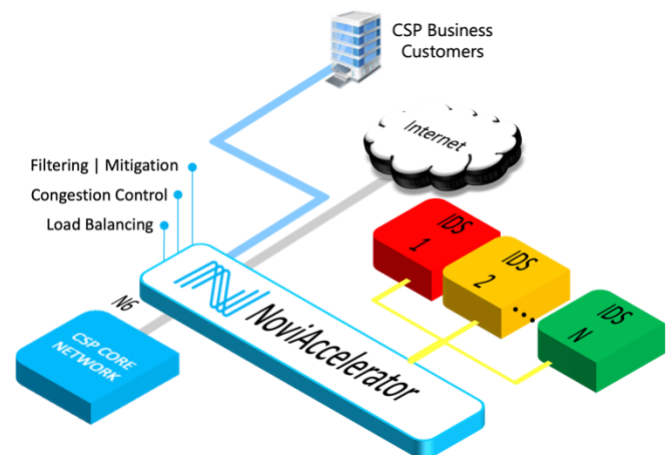 CSP Business
Customers
Internet
Filtering | Mitigation
Congestion Control
Load Balancing
IDS
1
IDS
2
...
IDS
N
N6
NoviAccelerator
CSP CORE
NETWORK